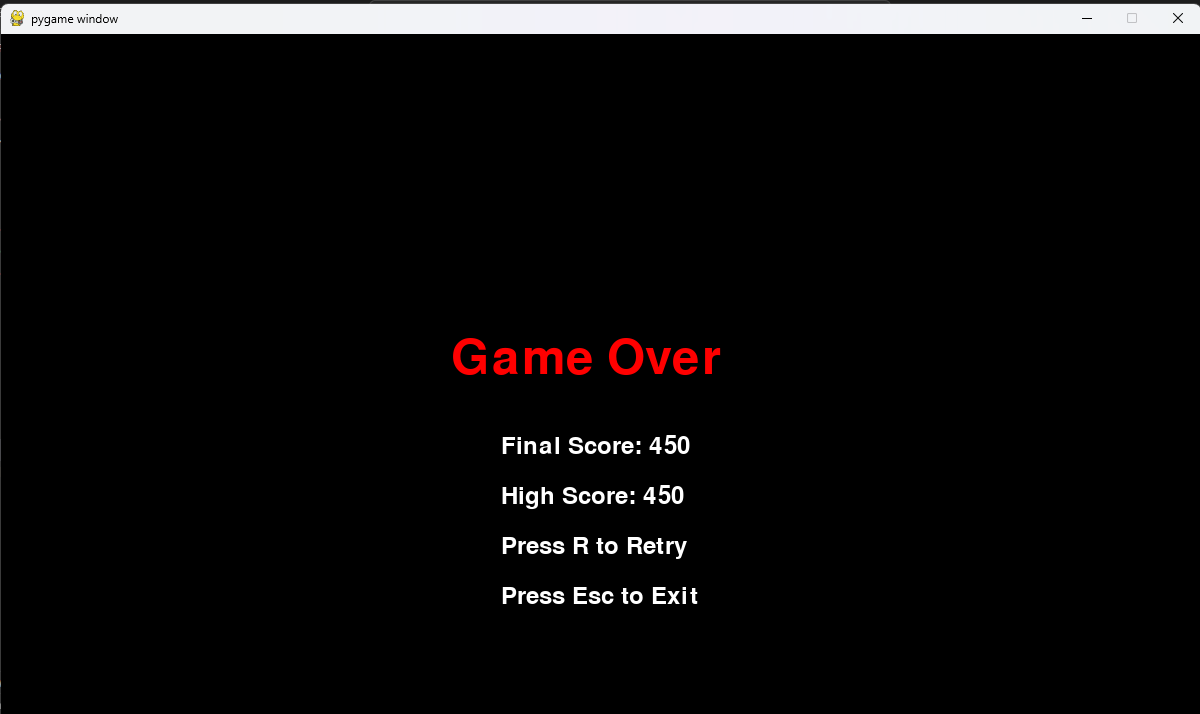 pygame window
Game Over
Final Score: 450
High Score: 450
Press R to Retry
Press Esc to Exit